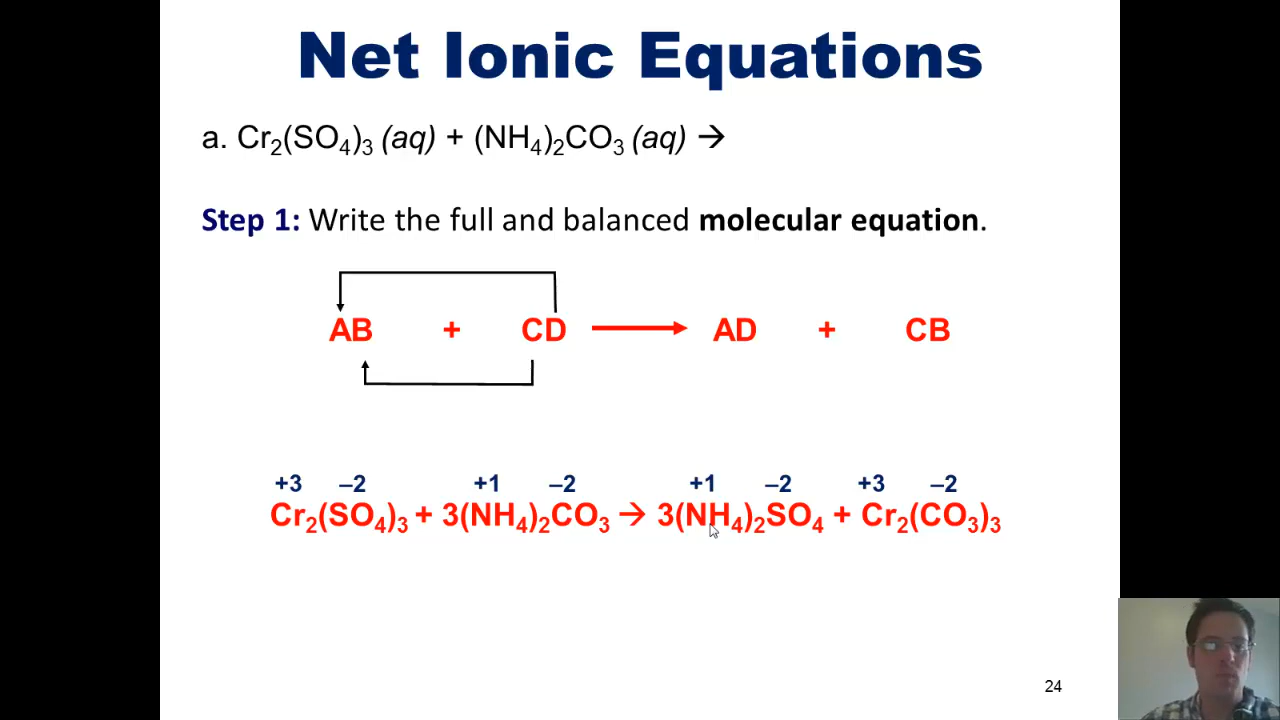 Net Ionic Equations
a. Cr₂(SO₄)₃ (aq) + (NH₄)₂CO₃ (aq) →
Step 1: Write the full and balanced molecular equation.
AB + CD → AD + CB
+3 –2 +1 –2 +1 –2 +3 –2
Cr₂(SO₄)₃ + 3(NH₄)₂CO₃ → 3(NH₄)₂SO₄ + Cr₂(CO₃)₃
24